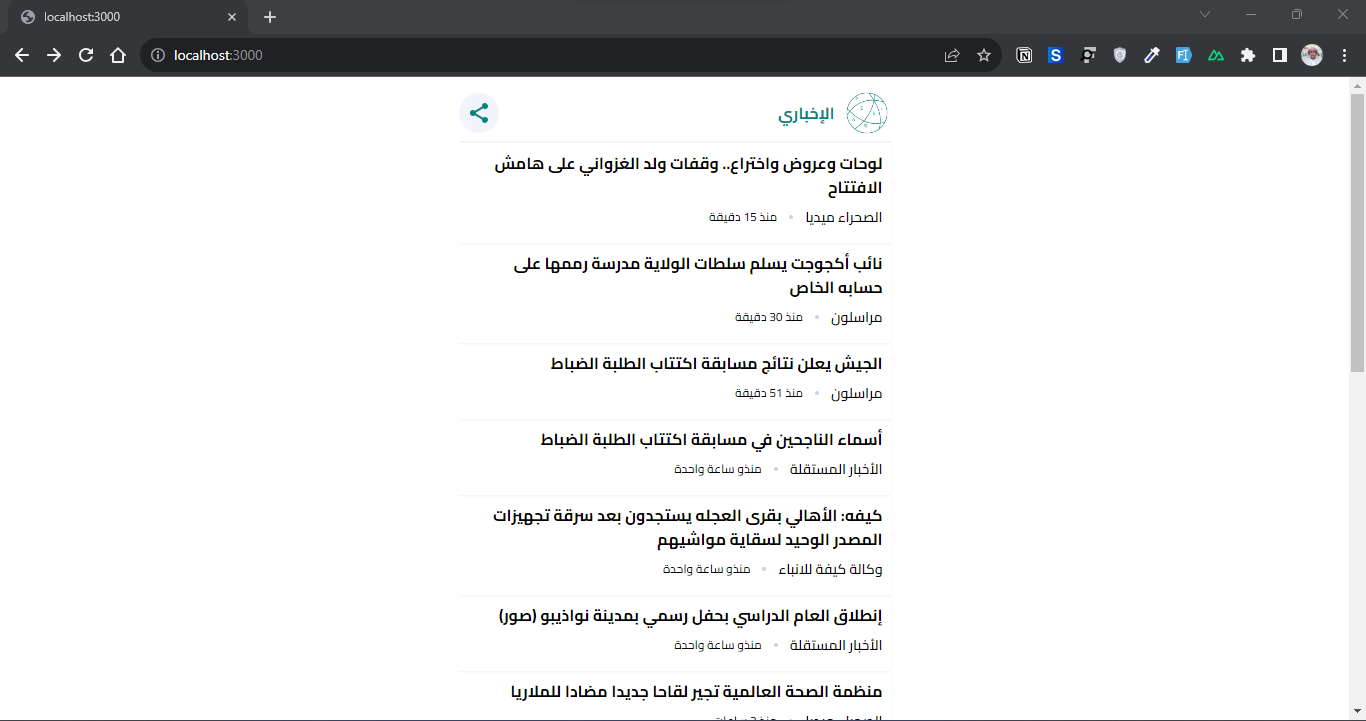 localhost:3000
localhost:3000
الإخباري
لوحات وعروض واختراع.. وقفات ولد الغزواني على هامش
الافتتاح
الصحراء ميديا • منذ 15 دقيقة
نائب أكجوجت يسلم سلطات الولاية مدرسة رممها على
حسابه الخاص
مراسلون • منذ 30 دقيقة
الجيش يعلن نتائج مسابقة اكتتاب الطلبة الضباط
مراسلون • منذ 51 دقيقة
أسماء الناجحين في مسابقة اكتتاب الطلبة الضباط
الأخبار المستقلة • منذو ساعة واحدة
كيفه: الأهالي بقرى العجله يستجدون بعد سرقة تجهيزات
المصدر الوحيد لسقاية مواشيهم
وكالة كيفة للانباء • منذو ساعة واحدة
إنطلاق العام الدراسي بحفل رسمي بمدينة نواذيبو (صور)
الأخبار المستقلة • منذو ساعة واحدة
منظمة الصحة العالمية تجيز لقاحا جديدا مضادا للملاريا